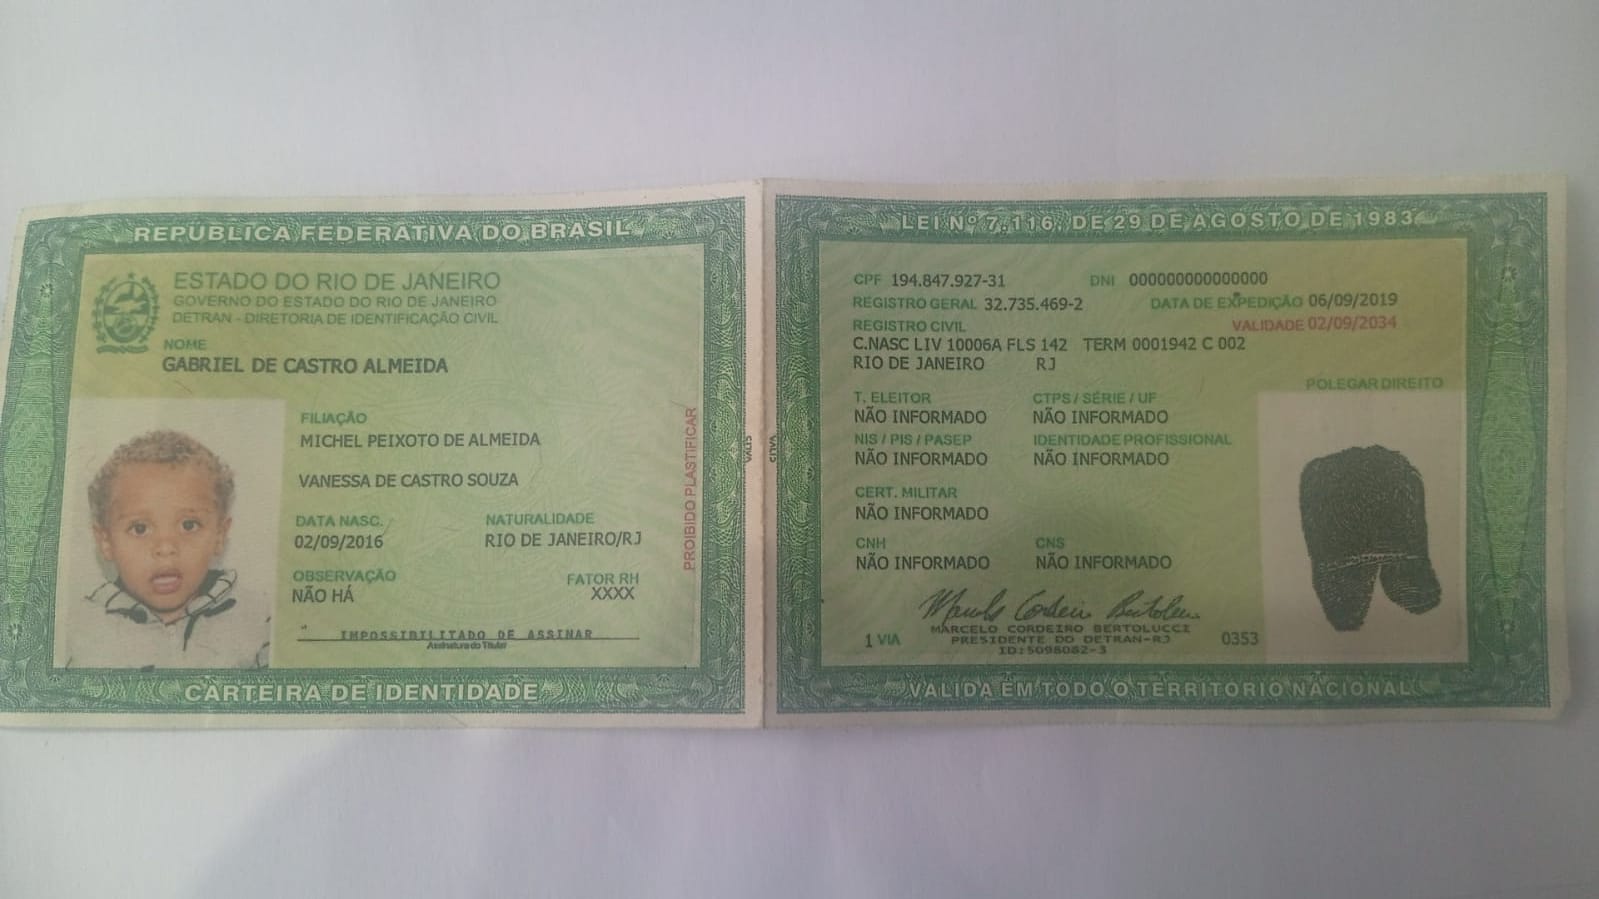 REPÚBLICA FEDERATIVA DO BRASIL
ESTADO DO RIO DE JANEIRO
GOVERNO DO ESTADO DO RIO DE JANEIRO
DETRAN - DIRETORIA DE IDENTIFICAÇÃO CIVIL
NOME
GABRIEL DE CASTRO ALMEIDA
FILIAÇÃO
MICHEL PEIXOTO DE ALMEIDA
VANESSA DE CASTRO SOUZA
DATA NASC. NATURALIDADE
02/09/2016 RIO DE JANEIRO/RJ
OBSERVAÇÃO FATOR RH
NÃO HÁ XXXX
IMPOSSIBILITADO DE ASSINAR
Assinatura do Titular
PROIBIDO PLASTIFICAR
CARTEIRA DE IDENTIDADE
LEI Nº 7.116, DE 29 DE AGOSTO DE 1983
CPF 194.847.927-31 DNI 000000000000000
REGISTRO GERAL 32.735.469-2 DATA DE EXPEDIÇÃO 06/09/2019
REGISTRO CIVIL VALIDADE 02/09/2034
C.NASC LIV 10006A FLS 142 TERM 0001942 C 002
RIO DE JANEIRO RJ
POLEGAR DIREITO
T. ELEITOR CTPS / SÉRIE / UF
NÃO INFORMADO NÃO INFORMADO
NIS / PIS / PASEP IDENTIDADE PROFISSIONAL
NÃO INFORMADO NÃO INFORMADO
CERT. MILITAR
NÃO INFORMADO
CNH CNS
NÃO INFORMADO NÃO INFORMADO
MARCELO CORDEIRO BERTOLUCCI
1 VIA PRESIDENTE DO DETRAN-RJ 0353
ID:5098082-3
VALIDA EM TODO O TERRITORIO NACIONAL